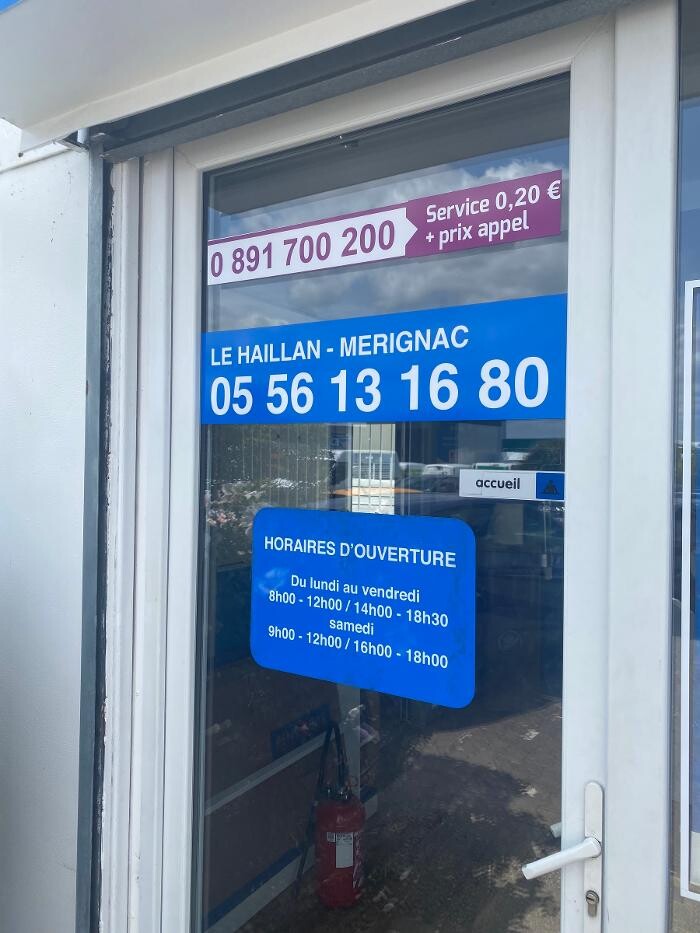 0 891 700 200
Service 0,20 €
+ prix appel
LE HAILLAN - MERIGNAC
05 56 13 16 80
accueil
HORAIRES D'OUVERTURE
Du lundi au vendredi
8h00 - 12h00 / 14h00 - 18h30
samedi
9h00 - 12h00 / 16h00 - 18h00